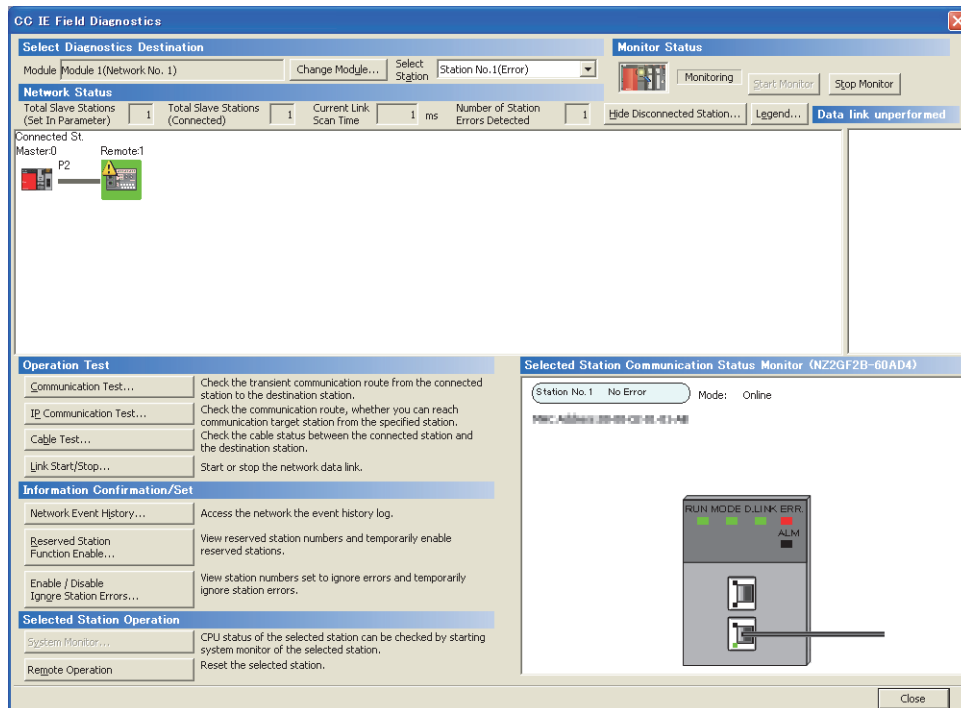 CC IE Field Diagnostics
Select Diagnostics Destination
Monitor Status
Module Module 1(Network No. 1)
Change Module...
Select Station
Station No.1(Error)
Monitoring
Start Monitor
Stop Monitor
Network Status
Total Slave Stations (Set In Parameter) 1
Total Slave Stations (Connected) 1
Current Link Scan Time 1 ms
Number of Station Errors Detected 1
Hide Disconnected Station...
Legend...
Data link unperformed
Connected St.
Master:0
Remote:1
P2
Operation Test
Communication Test...
Check the transient communication route from the connected
station to the destination station.
IP Communication Test...
Check the communication route, whether you can reach
communication target station from the specified station.
Cable Test...
Check the cable status between the connected station and
the destination station.
Link Start/Stop...
Start or stop the network data link.
Information Confirmation/Set
Network Event History...
Access the network the event history log.
Reserved Station
Function Enable...
View reserved station numbers and temporarily enable
reserved stations.
Enable / Disable
Ignore Station Errors...
View station numbers set to ignore errors and temporarily
ignore station errors.
Selected Station Operation
System Monitor...
CPU status of the selected station can be checked by starting
system monitor of the selected station.
Remote Operation
Reset the selected station.
Selected Station Communication Status Monitor (NZ2GF2B-60AD4)
Station No.1 No Error
Mode: Online
RUN MODE D.LINK ERR.
ALM
Close